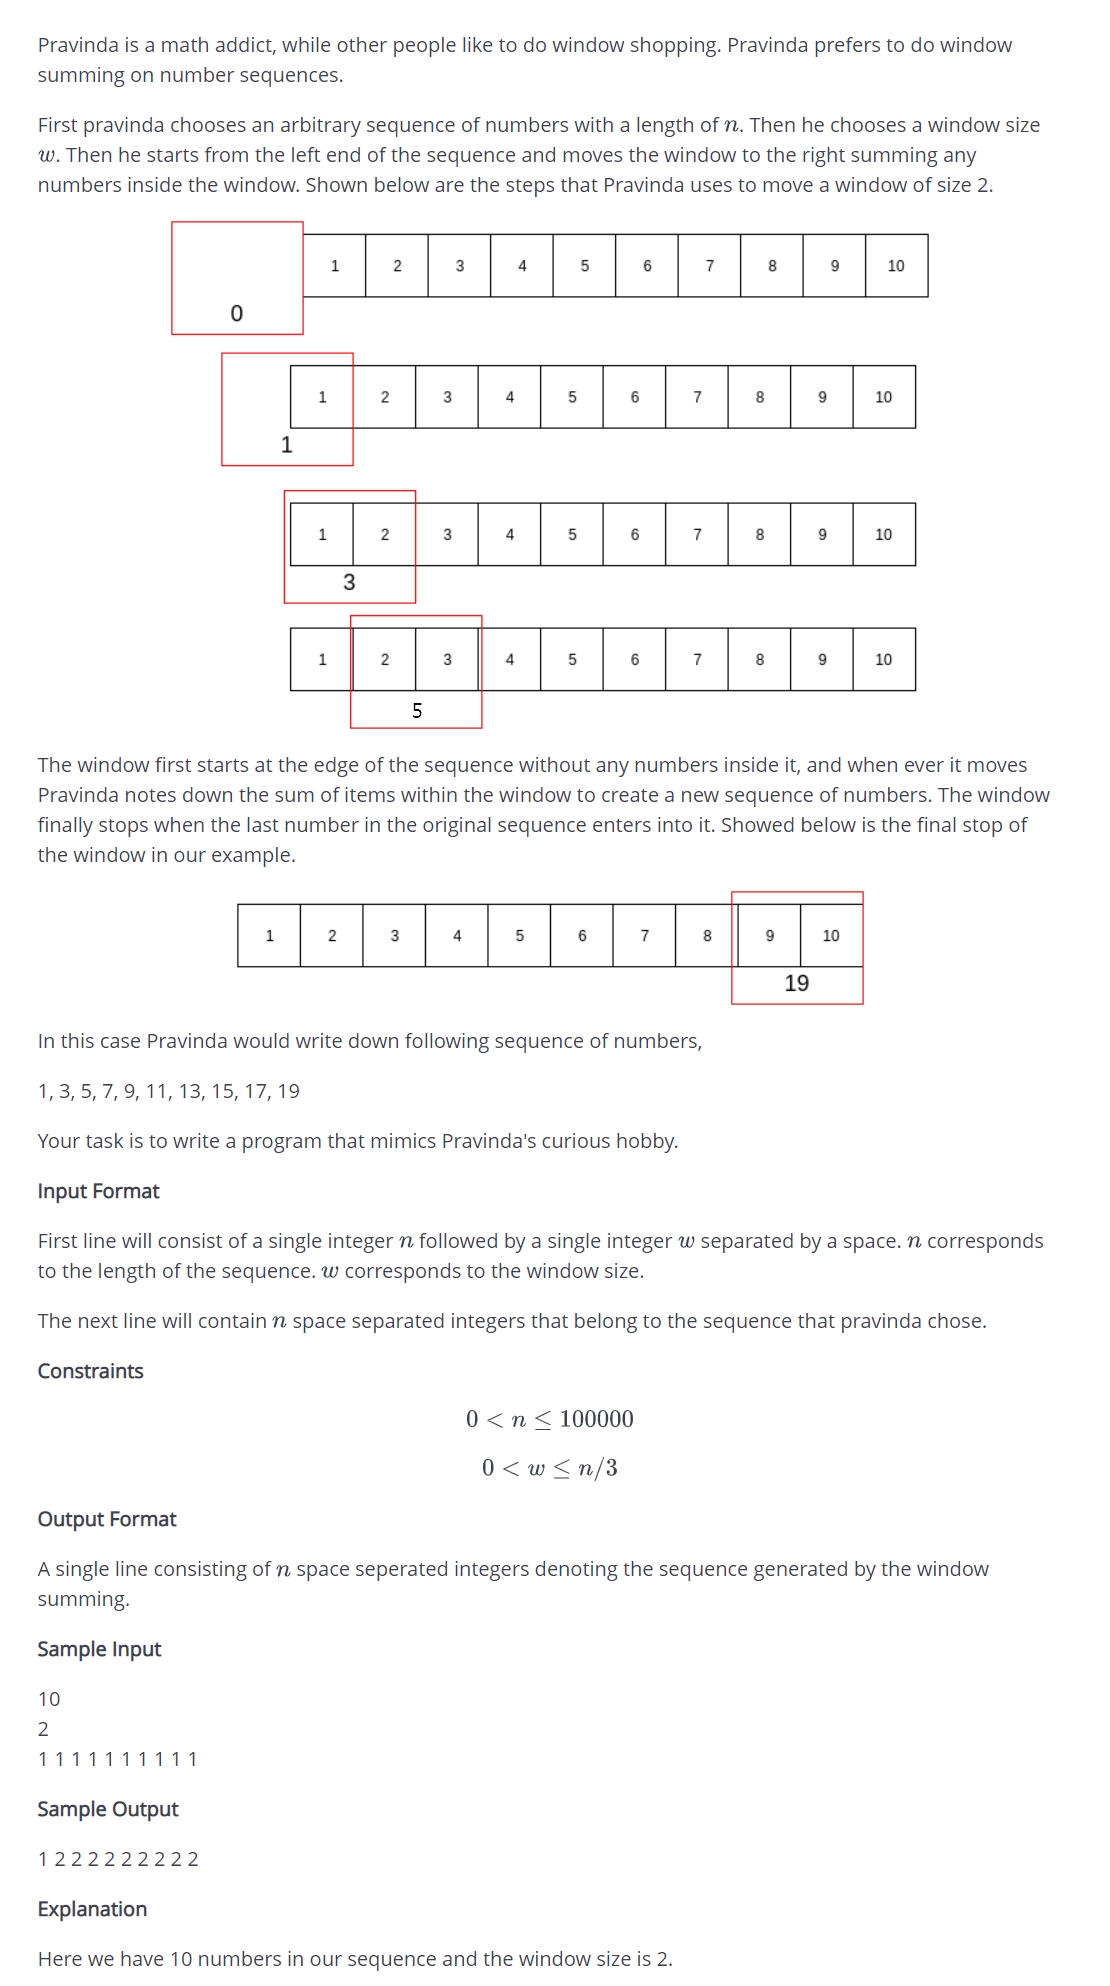 Pravinda is a math addict, while other people like to do window shopping. Pravinda prefers to do window
summing on number sequences.
First pravinda chooses an arbitrary sequence of numbers with a length of n. Then he chooses a window size
w. Then he starts from the left end of the sequence and moves the window to the right summing any
numbers inside the window. Shown below are the steps that Pravinda uses to move a window of size 2.
1 2 3 4 5 6 7 8 9 10
0
1 2 3 4 5 6 7 8 9 10
1
1 2 3 4 5 6 7 8 9 10
3
1 2 3 4 5 6 7 8 9 10
5
The window first starts at the edge of the sequence without any numbers inside it, and when ever it moves
Pravinda notes down the sum of items within the window to create a new sequence of numbers. The window
finally stops when the last number in the original sequence enters into it. Showed below is the final stop of
the window in our example.
1 2 3 4 5 6 7 8 9 10
19
In this case Pravinda would write down following sequence of numbers,
1, 3, 5, 7, 9, 11, 13, 15, 17, 19
Your task is to write a program that mimics Pravinda's curious hobby.
Input Format
First line will consist of a single integer n followed by a single integer w separated by a space. n corresponds
to the length of the sequence. w corresponds to the window size.
The next line will contain n space separated integers that belong to the sequence that pravinda chose.
Constraints
0 < n ≤ 100000
0 < w ≤ n/3
Output Format
A single line consisting of n space seperated integers denoting the sequence generated by the window
summing.
Sample Input
10
2
1 1 1 1 1 1 1 1 1 1
Sample Output
1 2 2 2 2 2 2 2 2 2
Explanation
Here we have 10 numbers in our sequence and the window size is 2.